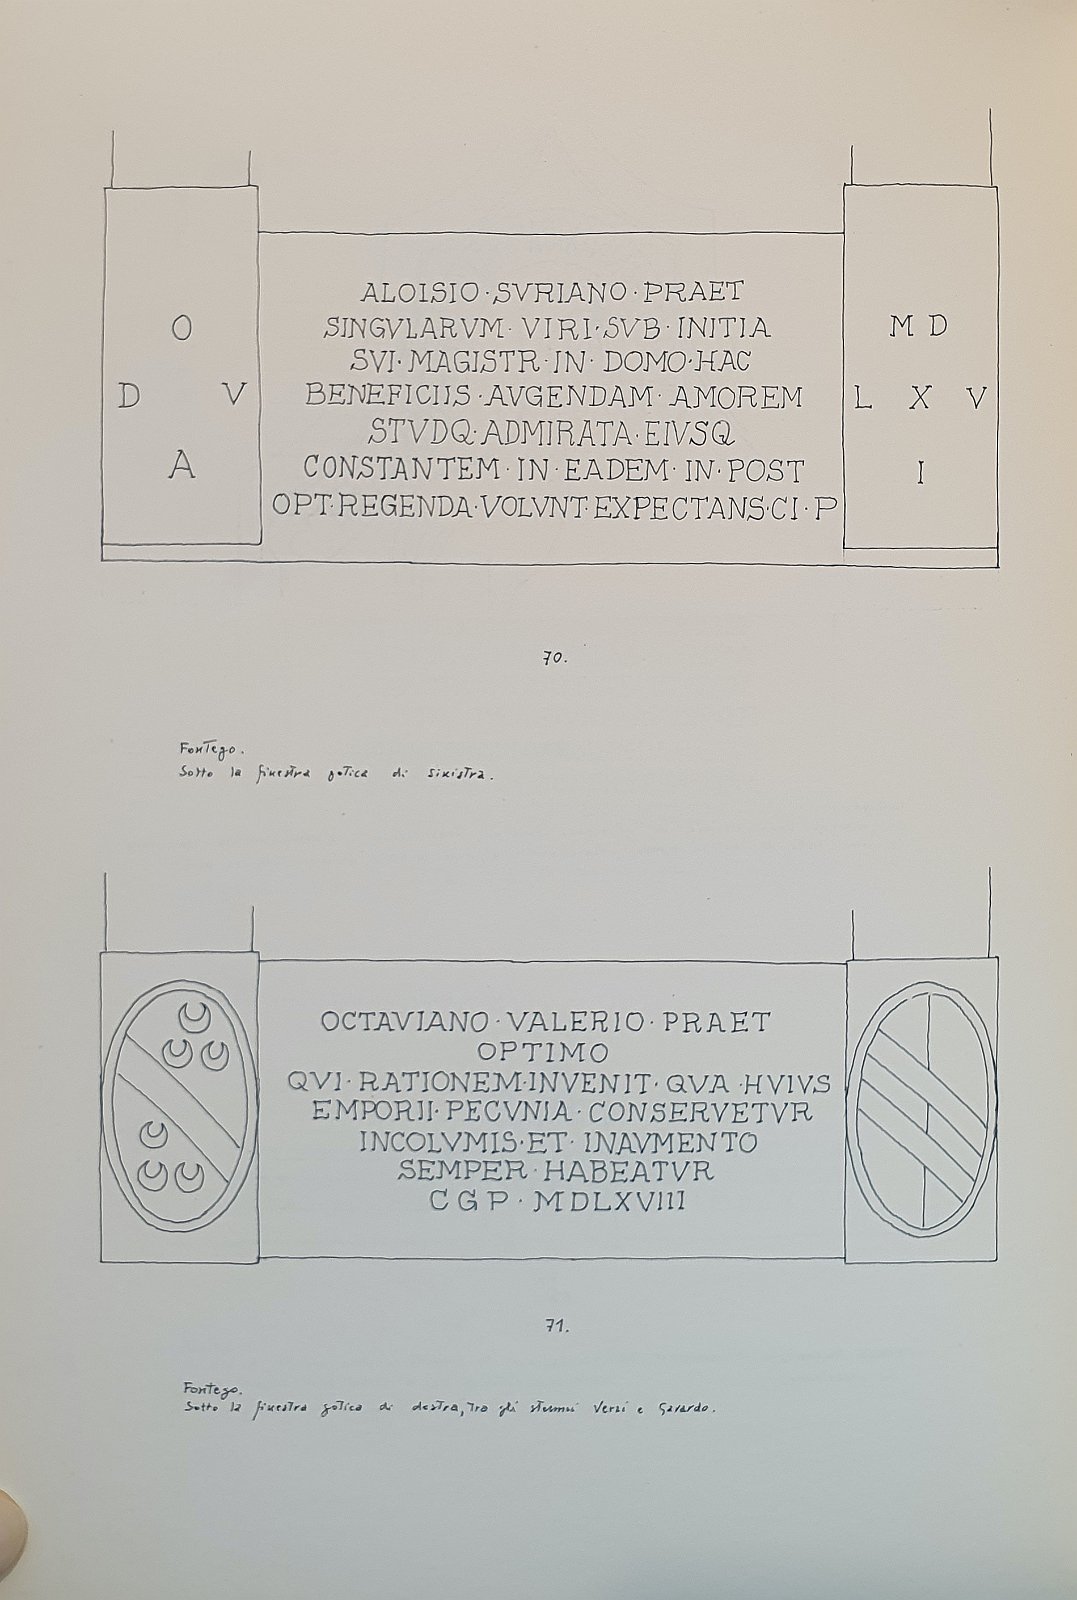 O
D V
A
ALOISIO·SVRIANO·PRAET
SINGVLARVM·VIRI·SVB·INITIA
SVI·MAGISTR·IN·DOMO·HAC
BENEFICIIS·AVGENDAM·AMOREM
STVDQ·ADMIRATA·EIVSQ
CONSTANTEM·IN·EADEM·IN·POST
OPT·REGENDA·VOLVNT·EXPECTANS·CI·P
M D
L X V
I
70.
Fontego.
Sotto la finestra gotica di sinistra.
OCTAVIANO·VALERIO·PRAET
OPTIMO
QVI·RATIONEM·INVENIT·QVA·HVIVS
EMPORII·PECVNIA·CONSERVETVR
INCOLVMIS·ET·INAVMENTO
SEMPER·HABEATVR
C G P · MDLXVIII
71.
Fontego.
Sotto la finestra gotica di destra, tra gli stemmi Verzi e Gavardo.